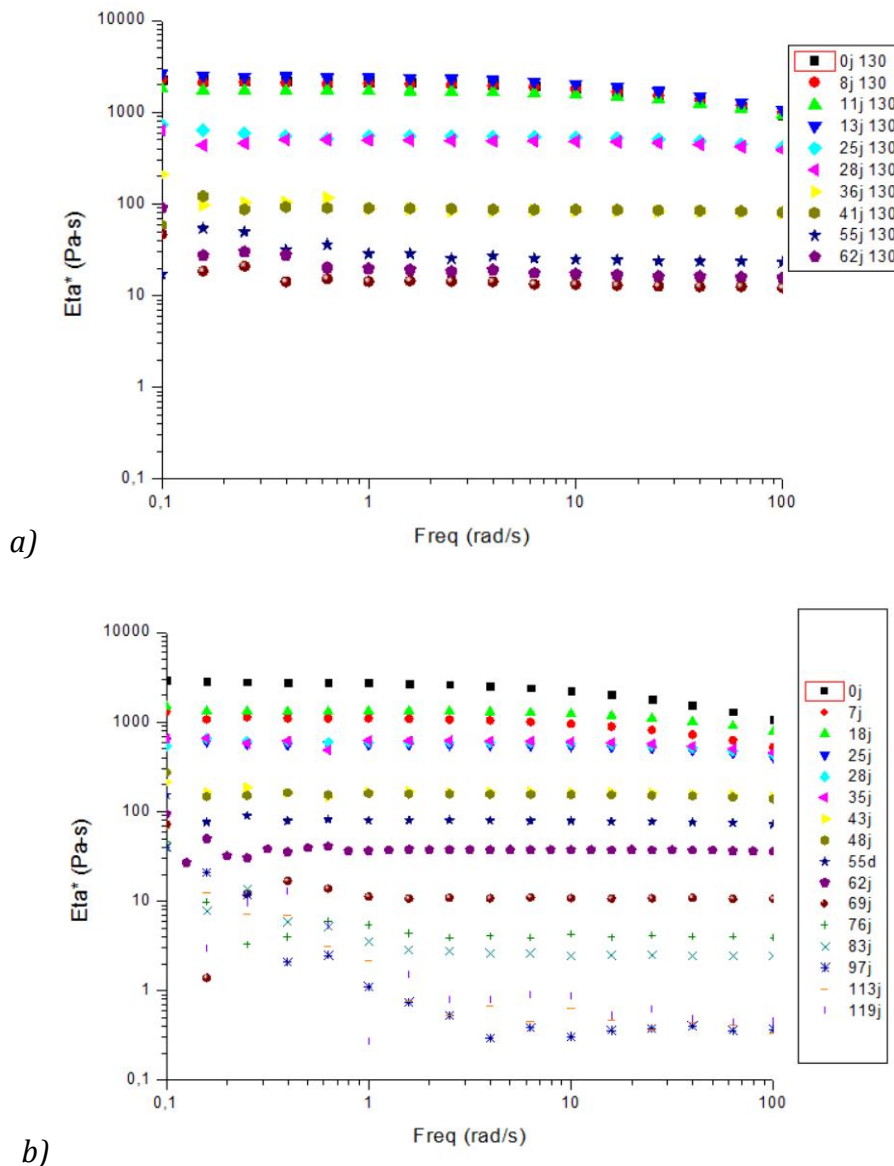 10000
1000
100
10
1
0,1
Eta* (Pa-s)
0,1
1
10
100
Freq (rad/s)
0j 130
8j 130
11j 130
13j 130
25j 130
28j 130
36j 130
41j 130
55j 130
62j 130
a)
10000
1000
100
10
1
0,1
Eta* (Pa-s)
0,1
1
10
100
Freq (rad/s)
0j
7j
18j
25j
28j
35j
43j
48j
55d
62j
69j
76j
83j
97j
113j
119j
b)